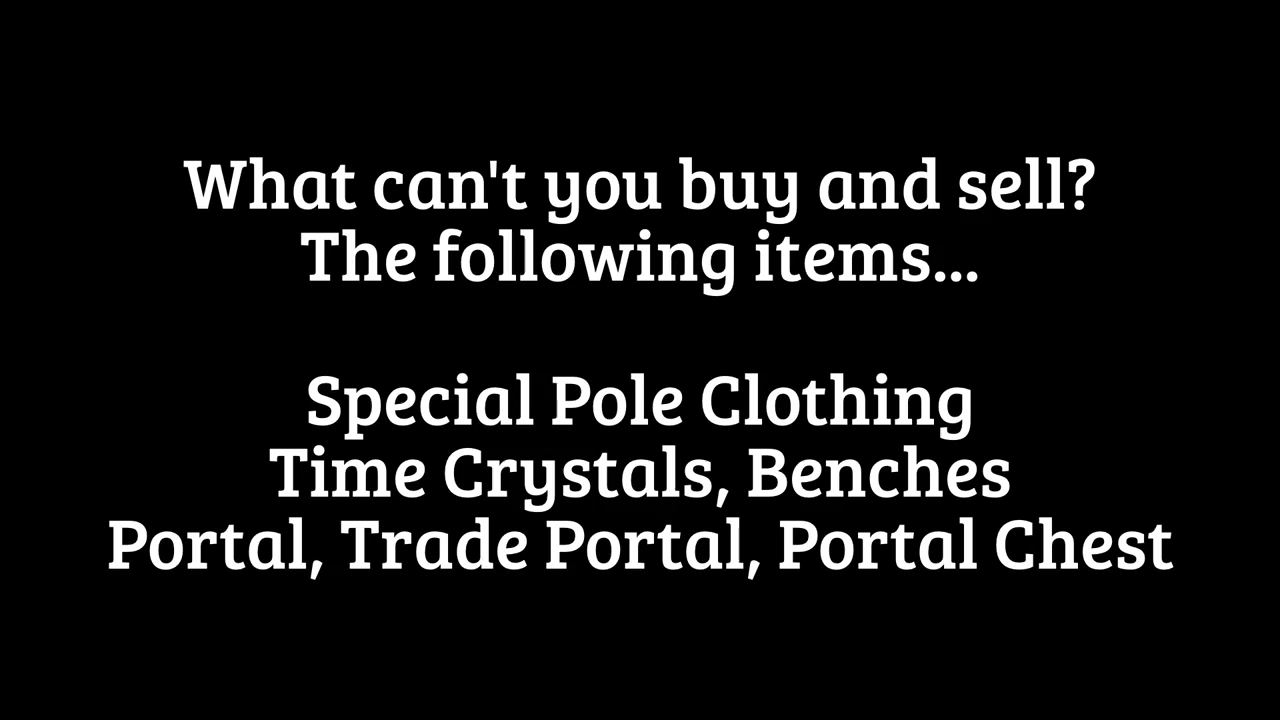 What can't you buy and sell?
The following items...
Special Pole Clothing
Time Crystals, Benches
Portal, Trade Portal, Portal Chest